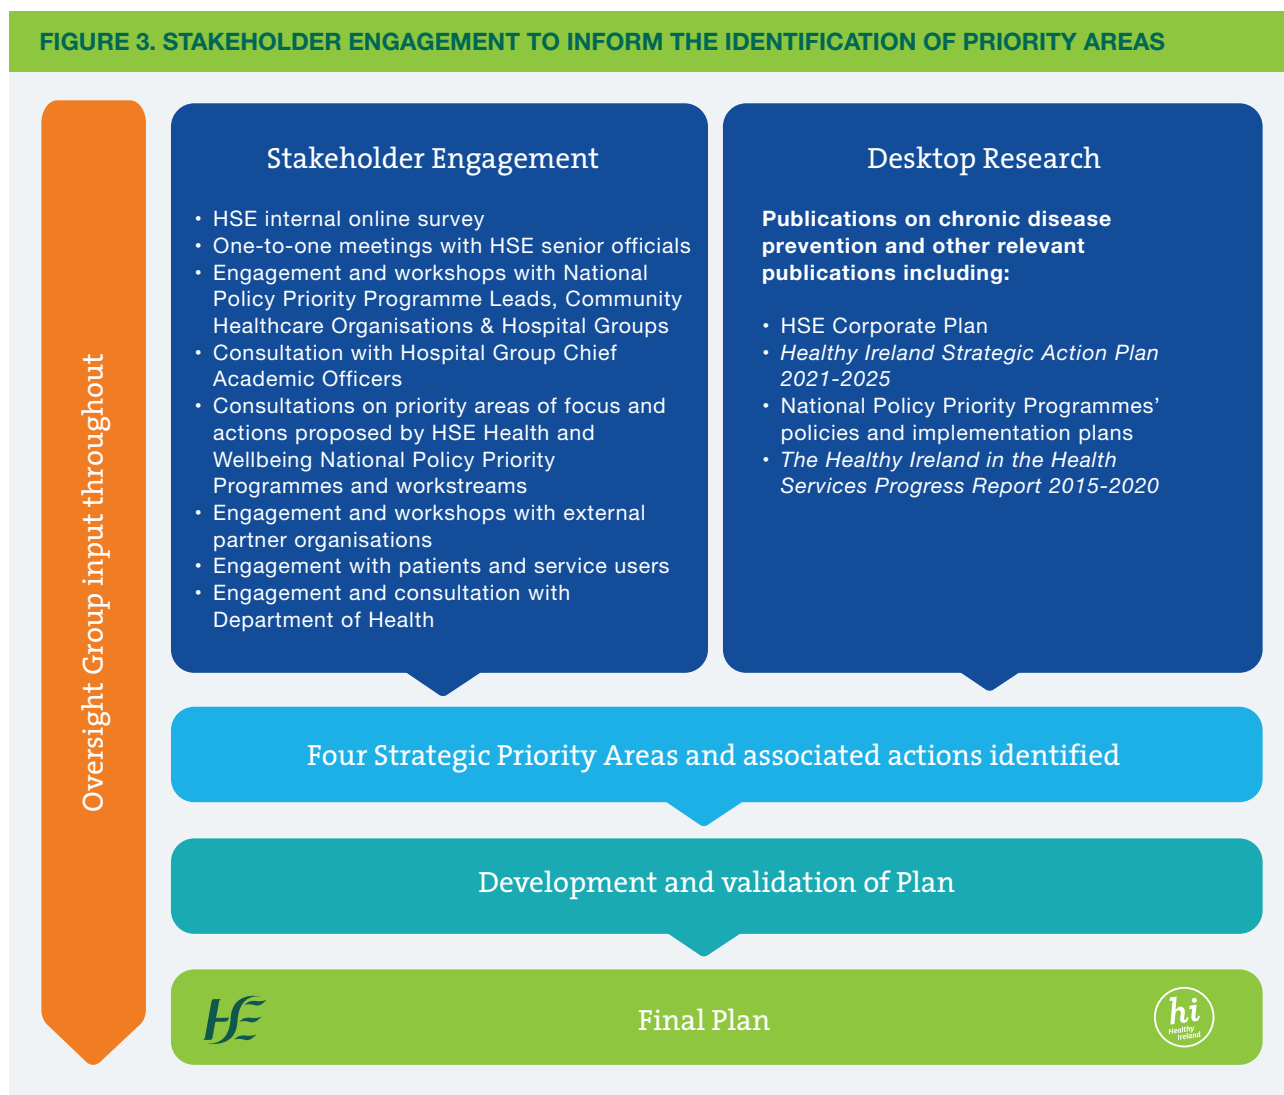 FIGURE 3. STAKEHOLDER ENGAGEMENT TO INFORM THE IDENTIFICATION OF PRIORITY AREAS
Oversight Group input throughout
Stakeholder Engagement
• HSE internal online survey
• One-to-one meetings with HSE senior officials
• Engagement and workshops with National
Policy Priority Programme Leads, Community
Healthcare Organisations & Hospital Groups
• Consultation with Hospital Group Chief
Academic Officers
• Consultations on priority areas of focus and
actions proposed by HSE Health and
Wellbeing National Policy Priority
Programmes and workstreams
• Engagement and workshops with external
partner organisations
• Engagement with patients and service users
• Engagement and consultation with
Department of Health
Desktop Research
Publications on chronic disease
prevention and other relevant
publications including:
• HSE Corporate Plan
• Healthy Ireland Strategic Action Plan
2021-2025
• National Policy Priority Programmes’
policies and implementation plans
• The Healthy Ireland in the Health
Services Progress Report 2015-2020
Four Strategic Priority Areas and associated actions identified
Development and validation of Plan
HSE
Final Plan
hi
Healthy
Ireland